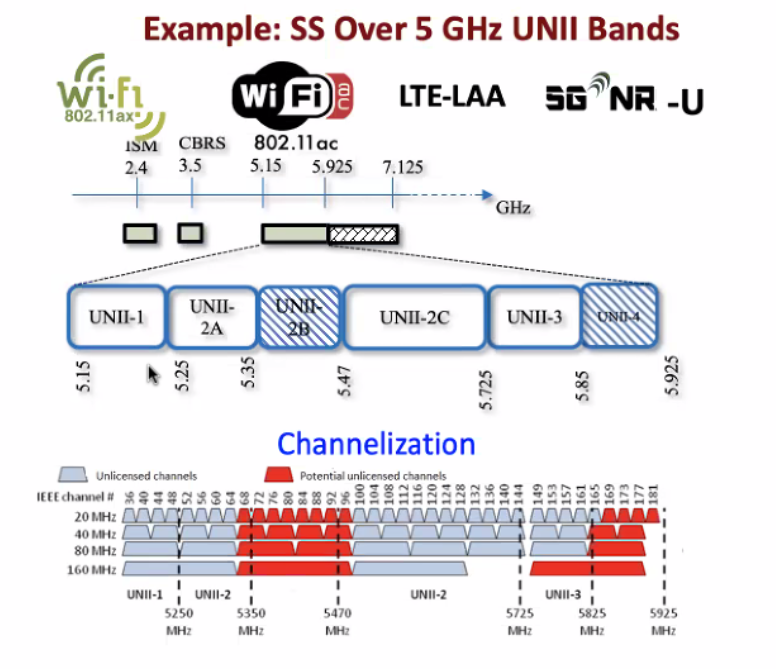 Example: SS Over 5 GHz UNII Bands
Wi-Fi
802.11ax
Wi Fi
802.11ac
LTE-LAA
5G NR -U
ISM
2.4
CBRS
3.5
5.15
5.925
7.125
GHz
UNII-1
UNII-
2A
UNII-
2B
UNII-2C
UNII-3
UNII-4
5.15
5.25
5.35
5.47
5.725
5.85
5.925
Channelization
Unlicensed channels
Potential unlicensed channels
IEEE channel # 36 40 44 48 52 56 60 64 68 72 76 80 84 88 92 96 100 104 108 112 116 120 124 128 132 136 140 144 149 153 157 161 165 169 173 177 181
20 MHz
40 MHz
80 MHz
160 MHz
UNII-1 UNII-2 UNII-2 UNII-3
5250 5350 5470 5725 5825 5925
MHz MHz MHz MHz MHz MHz